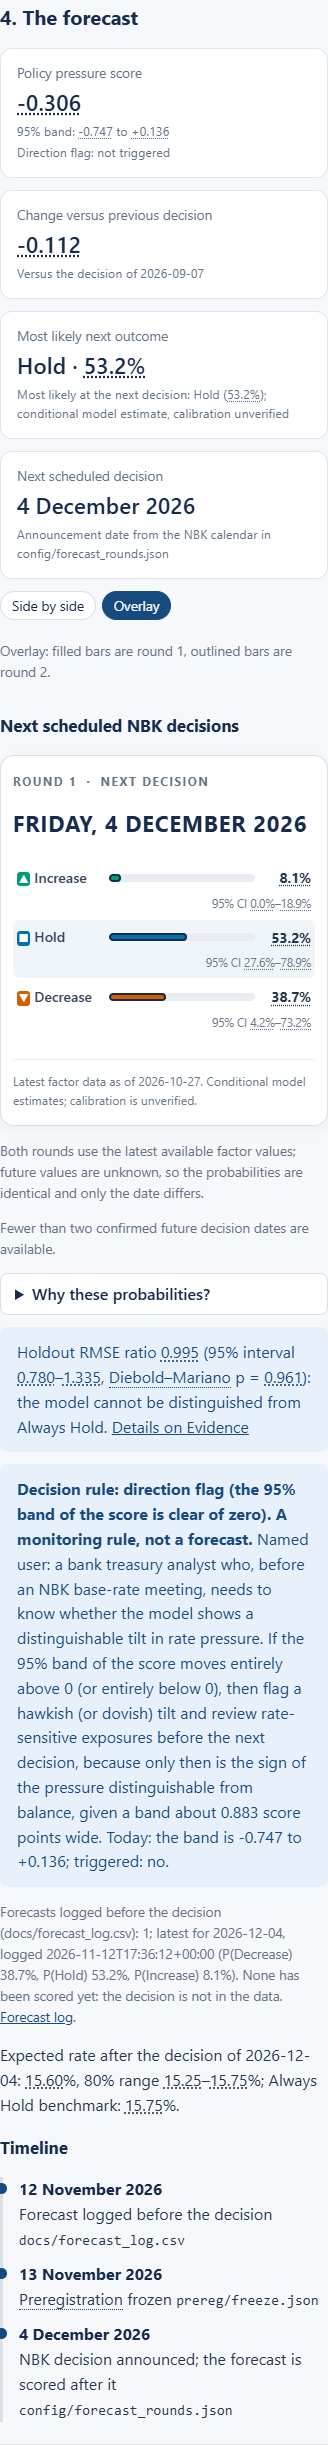 4. The forecast
Policy pressure score
-0.306
95% band: -0.747 to +0.136
Direction flag: not triggered
Change versus previous decision
-0.112
Versus the decision of 2026-09-07
Most likely next outcome
Hold · 53.2%
Most likely at the next decision: Hold (53.2%);
conditional model estimate, calibration unverified
Next scheduled decision
4 December 2026
Announcement date from the NBK calendar in
config/forecast_rounds.json
Side by side Overlay
Overlay: filled bars are round 1, outlined bars are
round 2.
Next scheduled NBK decisions
ROUND 1 · NEXT DECISION
FRIDAY, 4 DECEMBER 2026
Increase 8.1%
95% CI 0.0%–18.9%
Hold 53.2%
95% CI 27.6%–78.9%
Decrease 38.7%
95% CI 4.2%–73.2%
Latest factor data as of 2026-10-27. Conditional model
estimates; calibration is unverified.
Both rounds use the latest available factor values;
future values are unknown, so the probabilities are
identical and only the date differs.
Fewer than two confirmed future decision dates are
available.
Why these probabilities?
Holdout RMSE ratio 0.995 (95% interval
0.780–1.335, Diebold–Mariano p = 0.961):
the model cannot be distinguished from
Always Hold. Details on Evidence
Decision rule: direction flag (the 95%
band of the score is clear of zero). A
monitoring rule, not a forecast. Named
user: a bank treasury analyst who, before
an NBK base-rate meeting, needs to
know whether the model shows a
distinguishable tilt in rate pressure. If the
95% band of the score moves entirely
above 0 (or entirely below 0), then flag a
hawkish (or dovish) tilt and review rate-
sensitive exposures before the next
decision, because only then is the sign of
the pressure distinguishable from
balance, given a band about 0.883 score
points wide. Today: the band is -0.747 to
+0.136; triggered: no.
Forecasts logged before the decision
(docs/forecast_log.csv): 1; latest for 2026-12-04,
logged 2026-11-12T17:36:12+00:00 (P(Decrease)
38.7%, P(Hold) 53.2%, P(Increase) 8.1%). None has
been scored yet: the decision is not in the data.
Forecast log.
Expected rate after the decision of 2026-12-
04: 15.60%, 80% range 15.25–15.75%; Always
Hold benchmark: 15.75%.
Timeline
12 November 2026
Forecast logged before the decision
docs/forecast_log.csv
13 November 2026
Preregistration frozen prereg/freeze.json
4 December 2026
NBK decision announced; the forecast is
scored after it
config/forecast_rounds.json